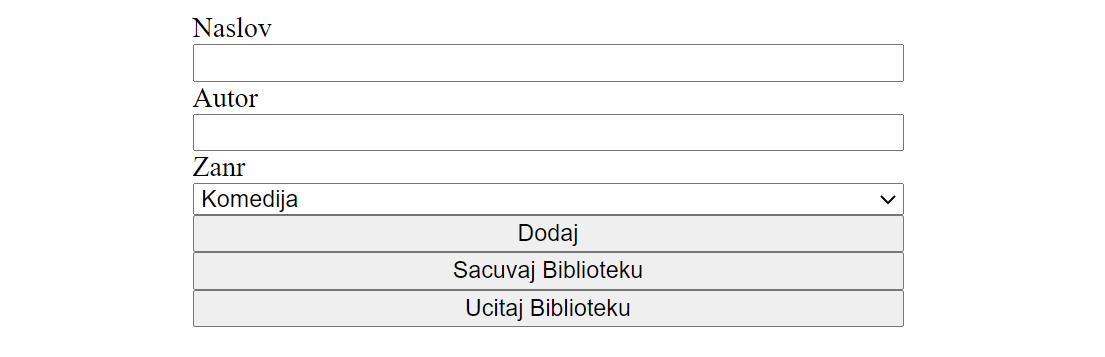 Naslov
Autor
Zanr
Komedija
Dodaj
Sacuvaj Biblioteku
Ucitaj Biblioteku